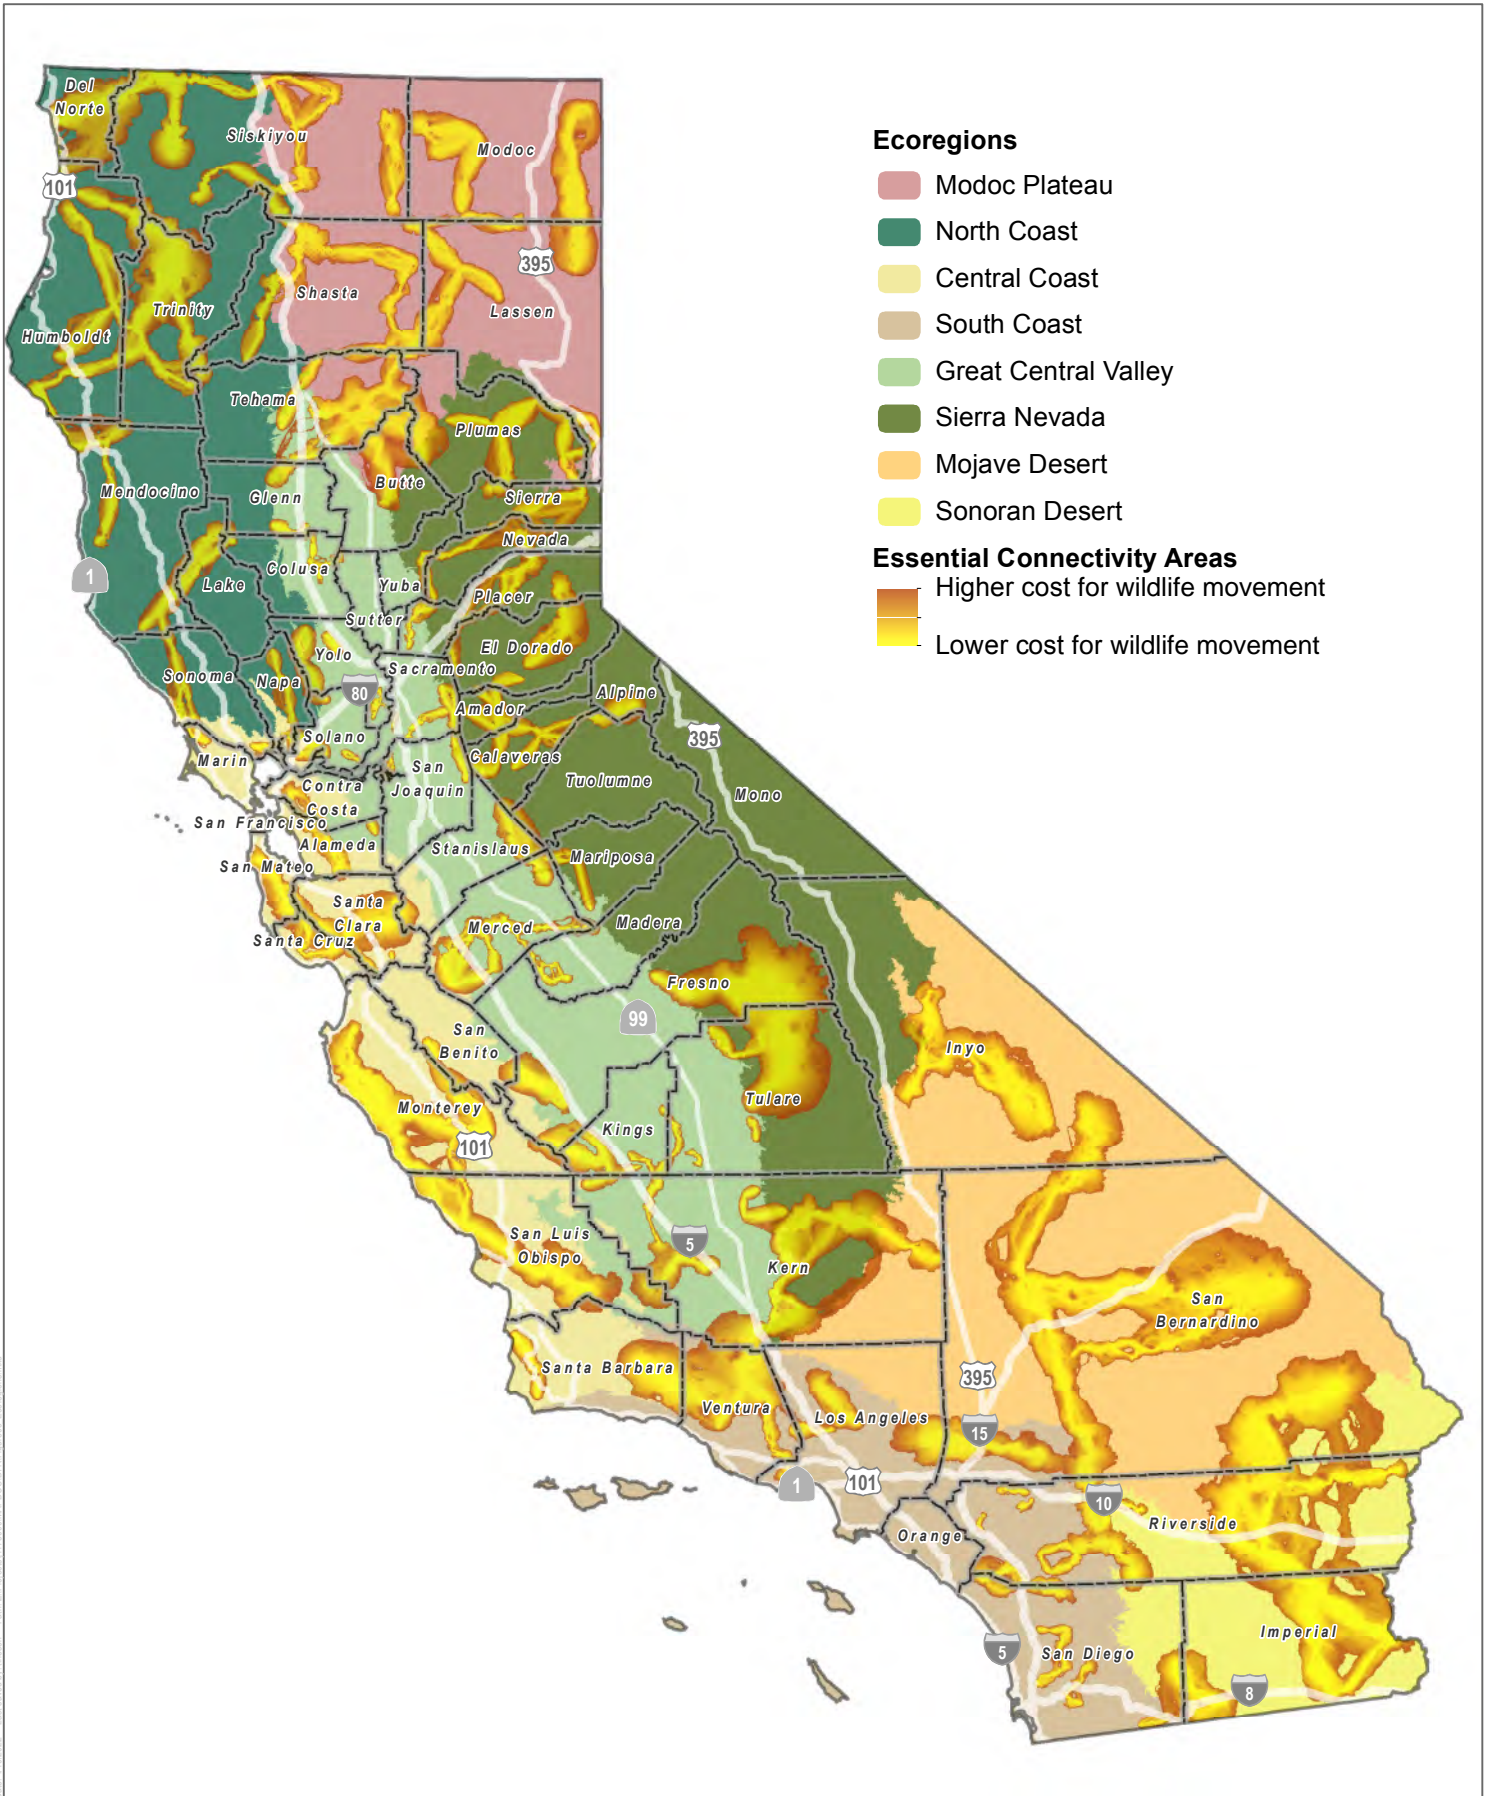 Ecoregions
Modoc Plateau
North Coast
Central Coast
South Coast
Great Central Valley
Sierra Nevada
Mojave Desert
Sonoran Desert
Essential Connectivity Areas
Higher cost for wildlife movement
Lower cost for wildlife movement
Del
Norte
Siskiyou
Modoc
101
395
Shasta
Trinity
Lassen
Humboldt
Tehama
Plumas
Mendocino
Glenn
Butte
Sierra
Nevada
1
Lake
Colusa
Yuba
Placer
Sutter
El Dorado
Yolo
Sacramento
Sonoma
Napa
80
Alpine
Amador
395
Solano
Marin
Calaveras
San
Joaquin
Contra
Costa
Tuolumne
Mono
San Francisco
Alameda
Stanislaus
Mariposa
San Mateo
Santa
Clara
Santa Cruz
Merced
Madera
Fresno
99
San
Benito
Inyo
Monterey
Tulare
Kings
101
San Luis
Obispo
5
Kern
San
Bernardino
Santa Barbara
Ventura
Los Angeles
395
15
1
101
10
Riverside
Orange
Imperial
5
San Diego
8